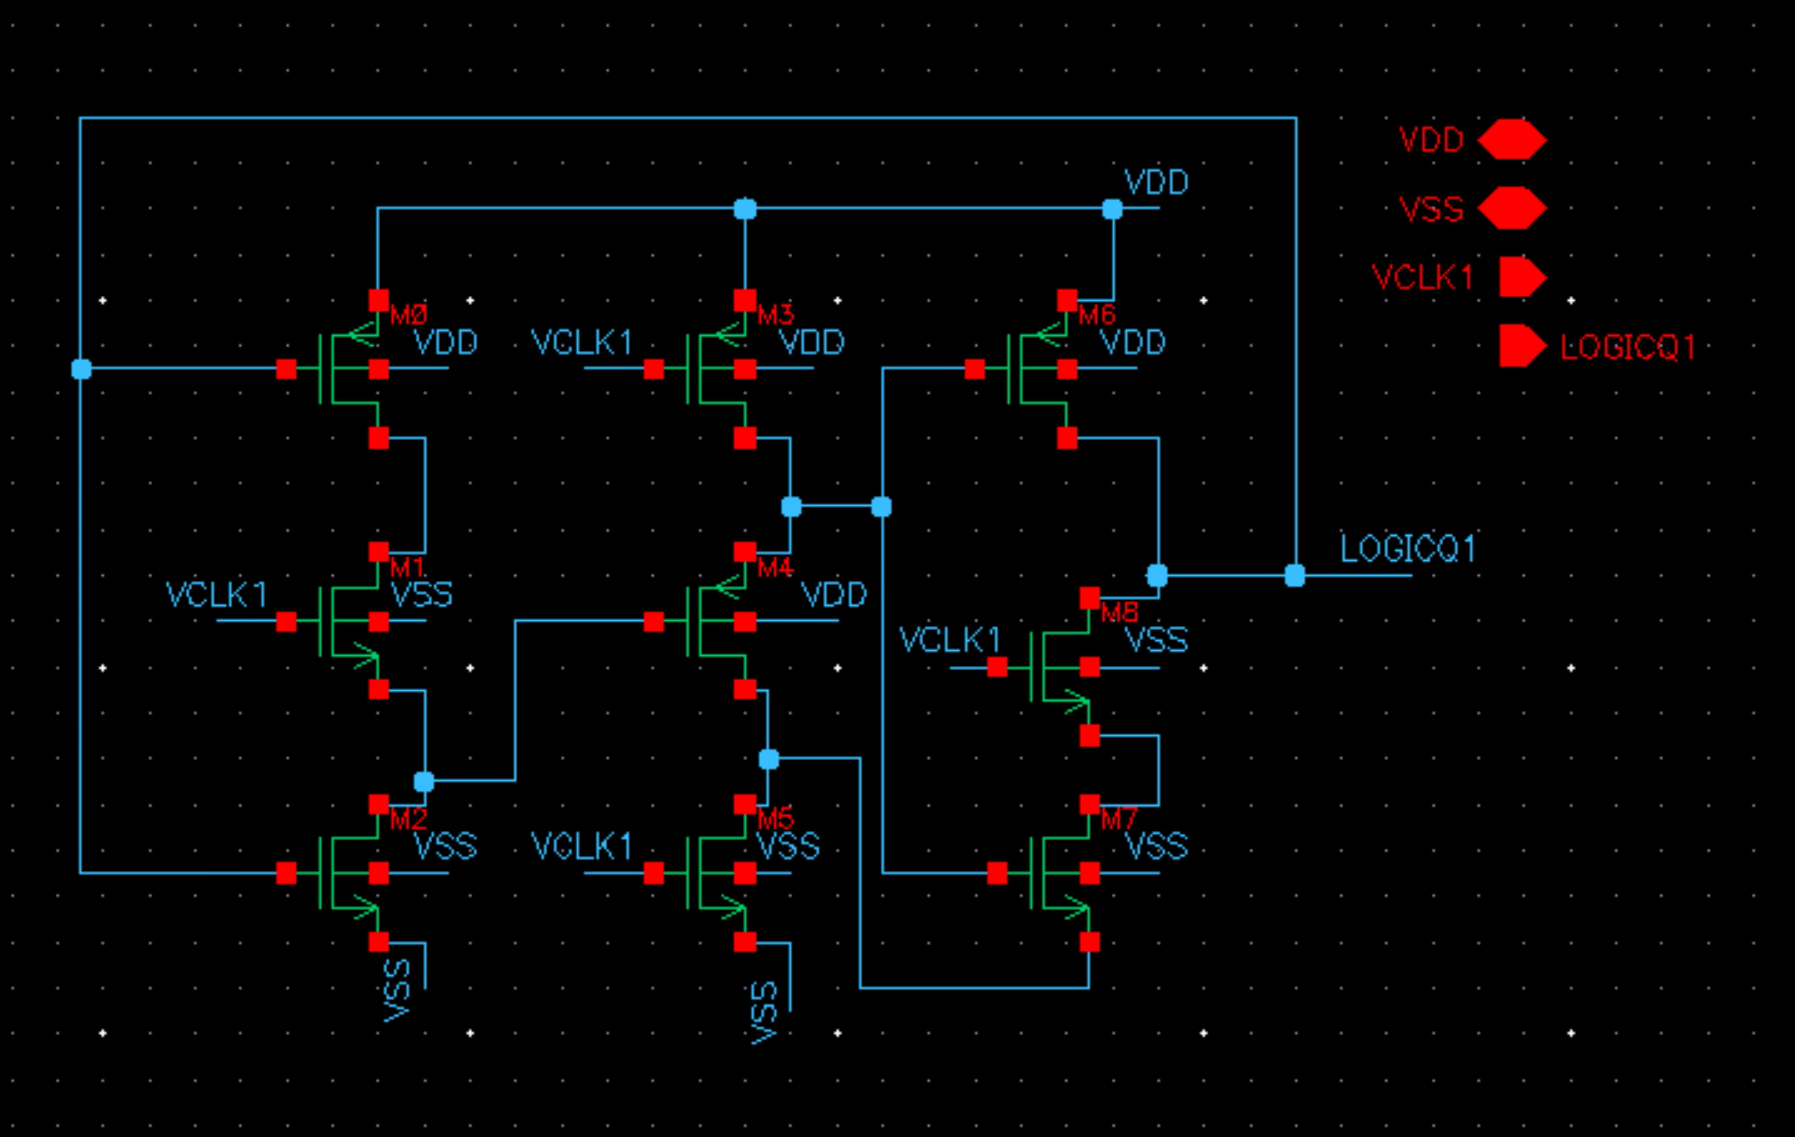 VDD
VDD
VSS
VCLK1
LOGICQ1
M0
VDD
VCLK1
M3
VDD
M6
VDD
LOGICQ1
VCLK1
M1
VSS
M4
VDD
VCLK1
M8
VSS
M2
VSS
VCLK1
M5
VSS
M7
VSS
VSS
VSS